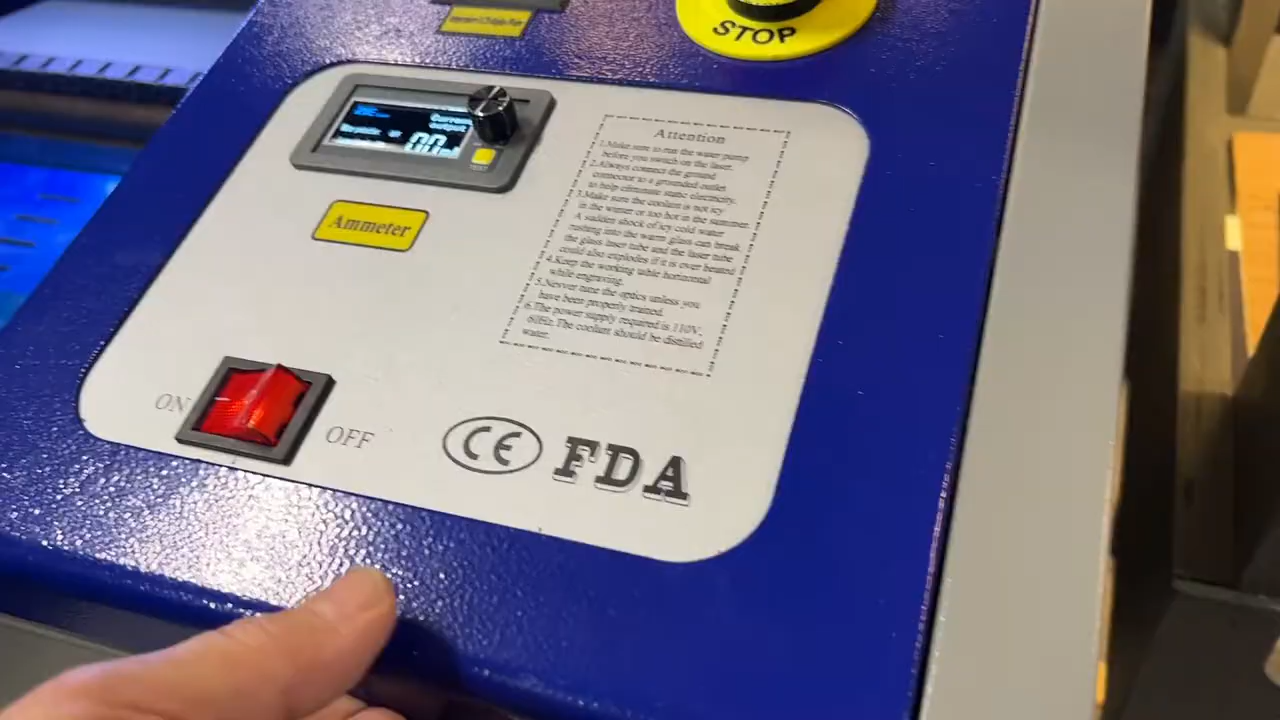 STOP
Current
output
TEST
Ammeter
Attention
1.Make sure to run the water pump
before you switch on the laser.
2.Always connect the ground
connector to a grounded outlet
to help eliminate static electricity.
3.Make sure the coolant is not icy
in the winter or too hot in the summer.
A sudden shock of icy cold water
rushing into the warm glass can break
the glass laser tube and the laser tube
could also explodes if it is over heated
4.Keep the working table horizontal
while engraving.
5.Nevver tune the optics unless you
have been properly trained.
6.The power supply required is 110V,
60Hz.The coolant should be distilled
water.
ON
OFF
CE
FDA